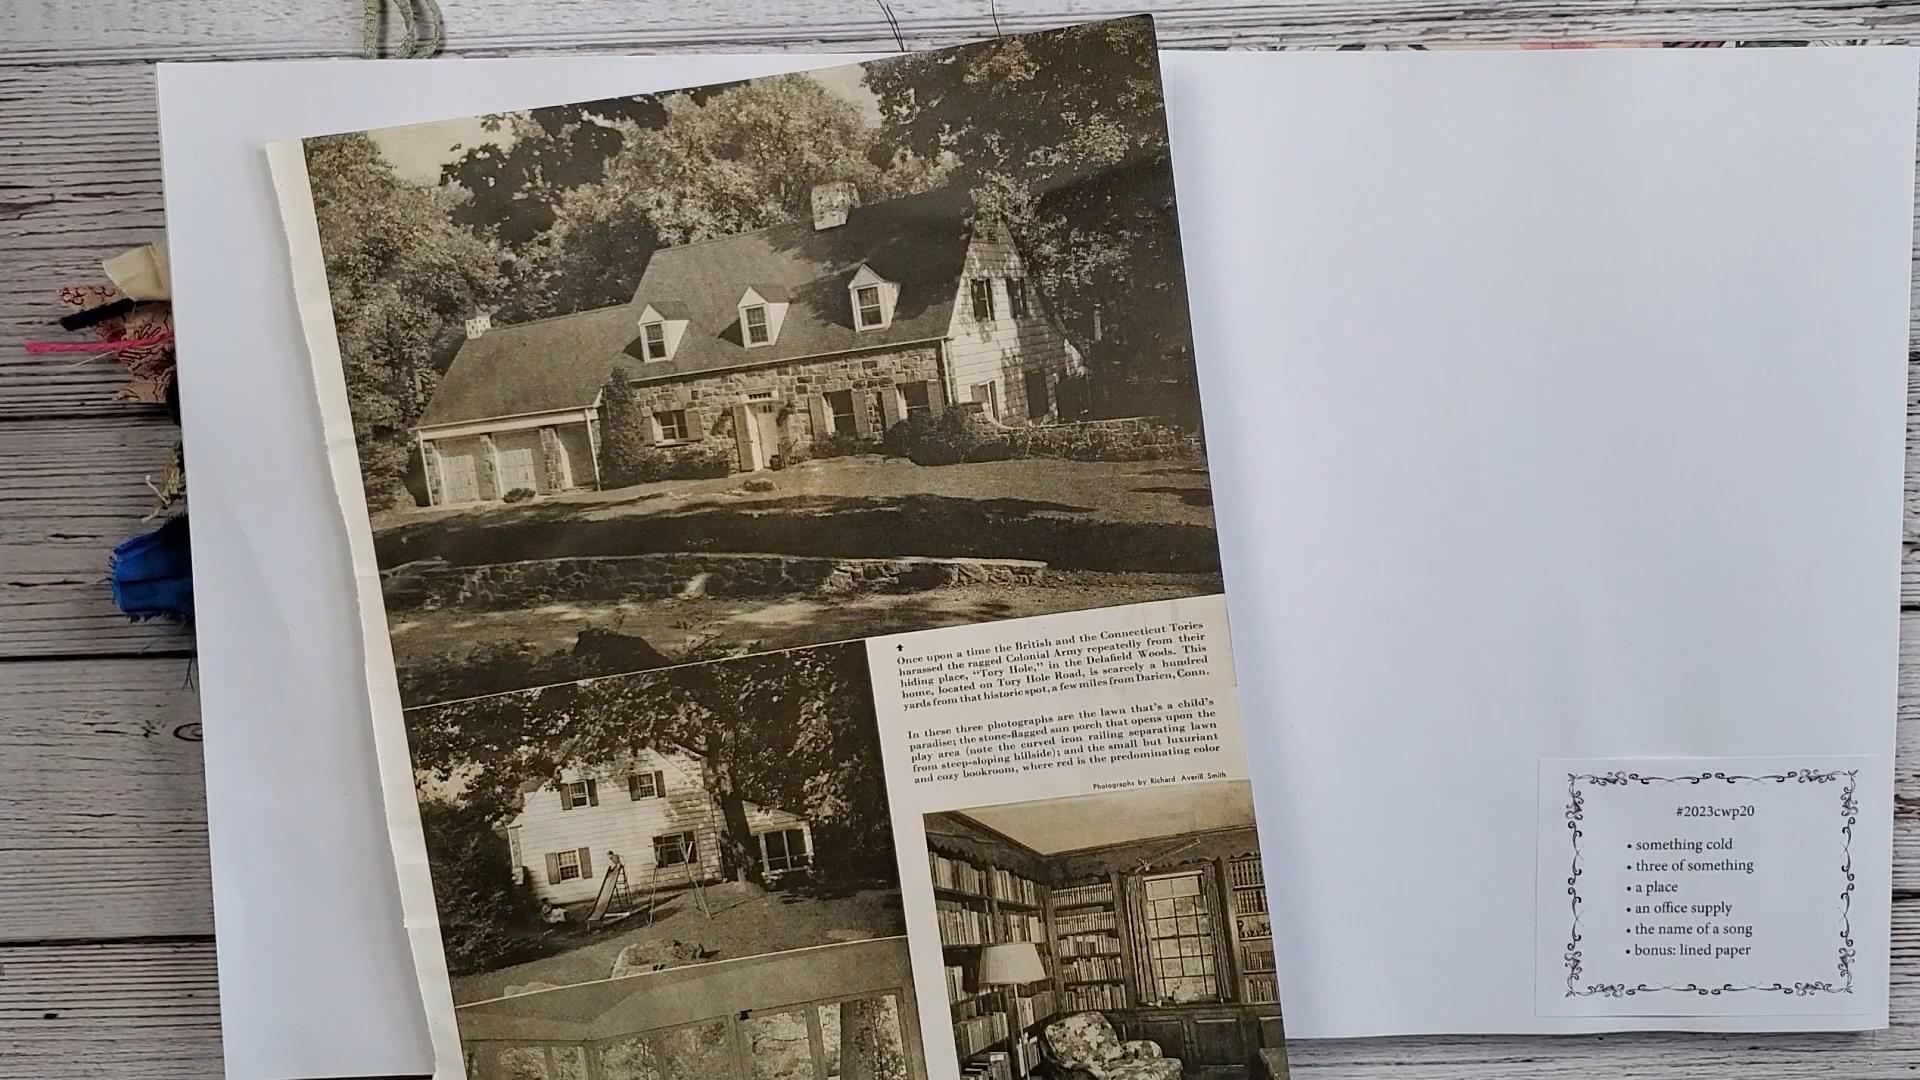 Once upon a time the British and the Connecticut Tories
harassed the ragged Colonial Army repeatedly from their
hiding place, "Tory Hole," in the Delafield Woods. This
home, located on Tory Hole Road, is scarcely a hundred
yards from that historic spot, a few miles from Darien, Conn.
In these three photographs are the lawn that's a child's
paradise; the stone-flagged sun porch that opens upon the
play area (note the curved iron railing separating lawn
from steep-sloping hillside); and the small but luxuriant
and cozy bookroom, where red is the predominating color
Photographs by Richard Averill Smith
#2023cwp20
• something cold
• three of something
• a place
• an office supply
• the name of a song
• bonus: lined paper